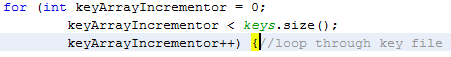 for (int keyArrayIncrementor = 0;
keyArrayIncrementor < keys.size();
keyArrayIncrementor++) {//loop through key file